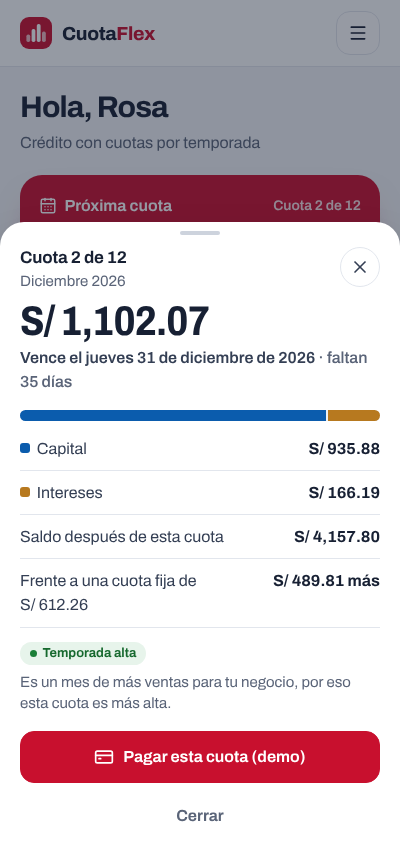 CuotaFlex
Hola, Rosa
Crédito con cuotas por temporada
Próxima cuota
Cuota 2 de 12
Cuota 2 de 12
Diciembre 2026
S/ 1,102.07
Vence el jueves 31 de diciembre de 2026 · faltan
35 días
Capital
S/ 935.88
Intereses
S/ 166.19
Saldo después de esta cuota
S/ 4,157.80
Frente a una cuota fija de
S/ 612.26
S/ 489.81 más
Temporada alta
Es un mes de más ventas para tu negocio, por eso
esta cuota es más alta.
Pagar esta cuota (demo)
Cerrar